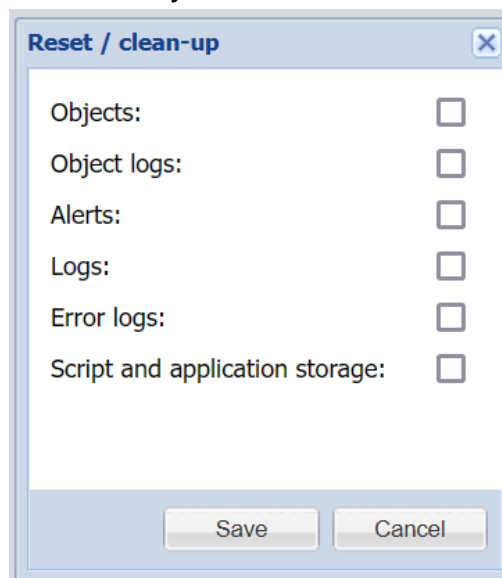 Reset / clean-up
Objects:
Object logs:
Alerts:
Logs:
Error logs:
Script and application storage:
Save
Cancel